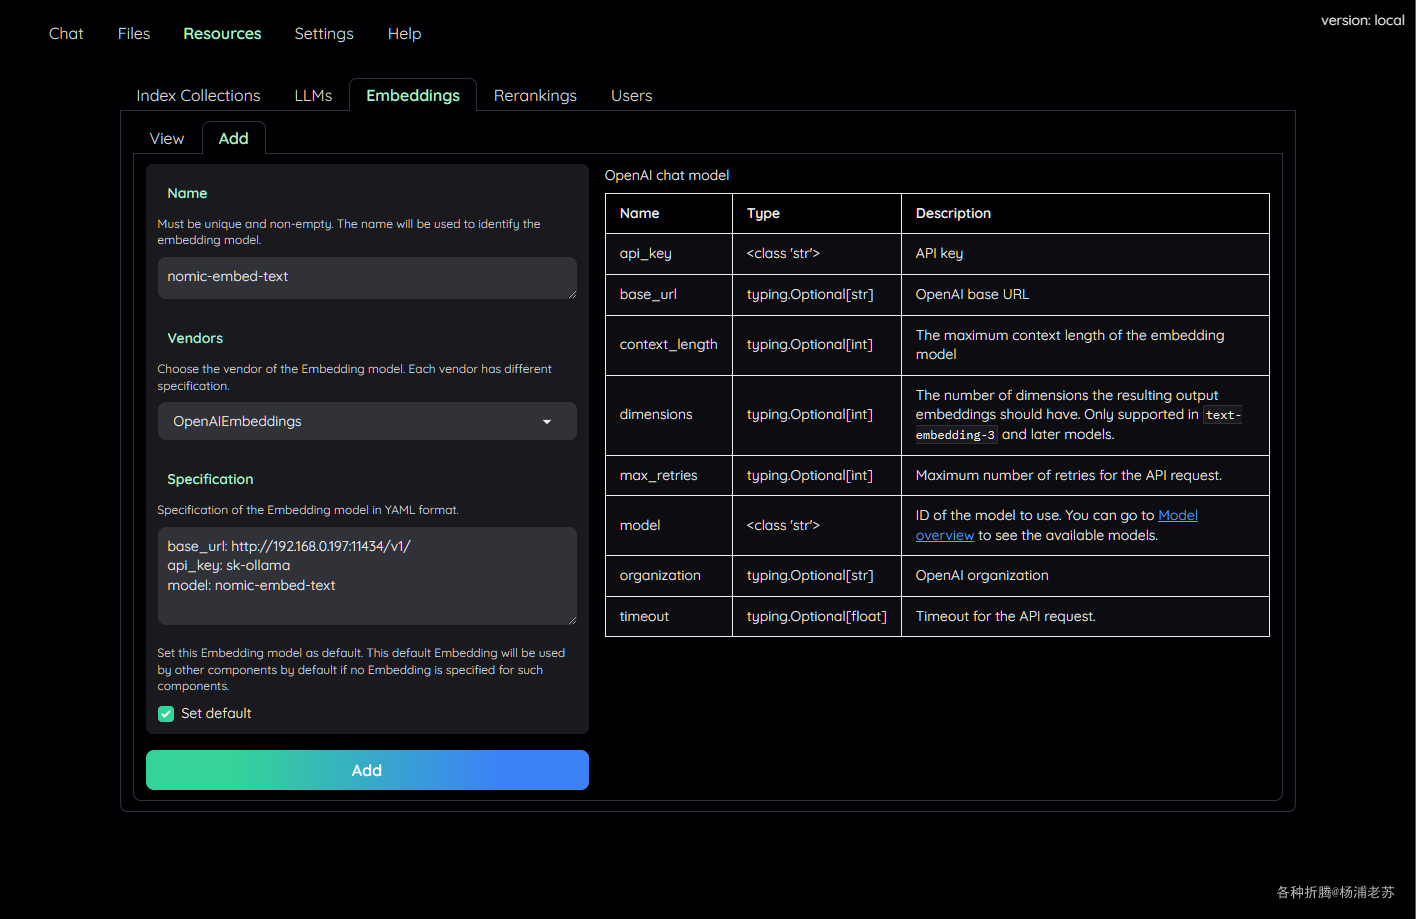 version: local
Chat Files Resources Settings Help
Index Collections LLMs Embeddings Rerankings Users
View Add
Name
Must be unique and non-empty. The name will be used to identify the
embedding model.
nomic-embed-text
Vendors
Choose the vendor of the Embedding model. Each vendor has different
specification.
OpenAIEmbeddings
Specification
Specification of the Embedding model in YAML format.
base_url: http://192.168.0.197:11434/v1/
api_key: sk-ollama
model: nomic-embed-text
Set this Embedding model as default. This default Embedding will be used
by other components by default if no Embedding is specified for such
components.
Set default
Add
OpenAI chat model
Name Type Description
api_key <class 'str'> API key
base_url typing.Optional[str] OpenAI base URL
context_length typing.Optional[int] The maximum context length of the embedding
model
dimensions typing.Optional[int] The number of dimensions the resulting output
embeddings should have. Only supported in text-
embedding-3 and later models.
max_retries typing.Optional[int] Maximum number of retries for the API request.
model <class 'str'> ID of the model to use. You can go to Model
overview to see the available models.
organization typing.Optional[str] OpenAI organization
timeout typing.Optional[float] Timeout for the API request.
各种折腾@杨浦老苏